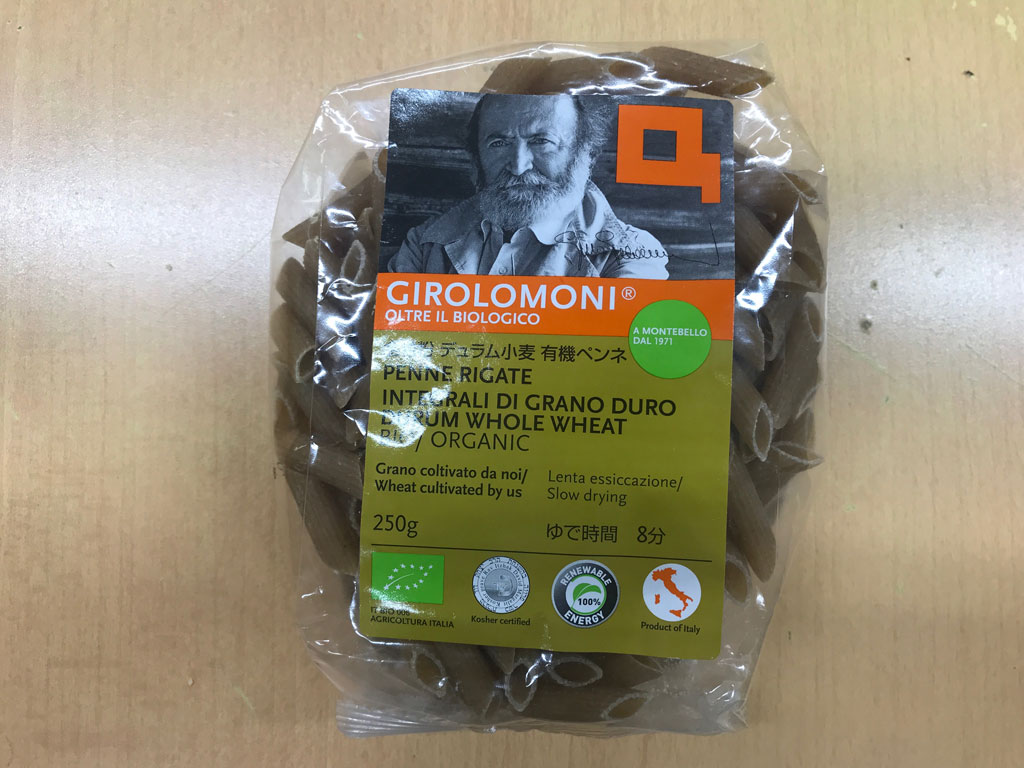 GIROLOMONI®
OLTRE IL BIOLOGICO
A MONTEBELLO
DAL 1971
粉 デュラム小麦 有機ペンネ
PENNE RIGATE
INTEGRALI DI GRANO DURO
DURUM WHOLE WHEAT
BIO / ORGANIC
Grano coltivato da noi/
Wheat cultivated by us
Lenta essiccazione/
Slow drying
250g
ゆで時間 8分
AGRICOLTURA ITALIA
Kosher certified
RENEWABLE
100%
ENERGY
Product of Italy